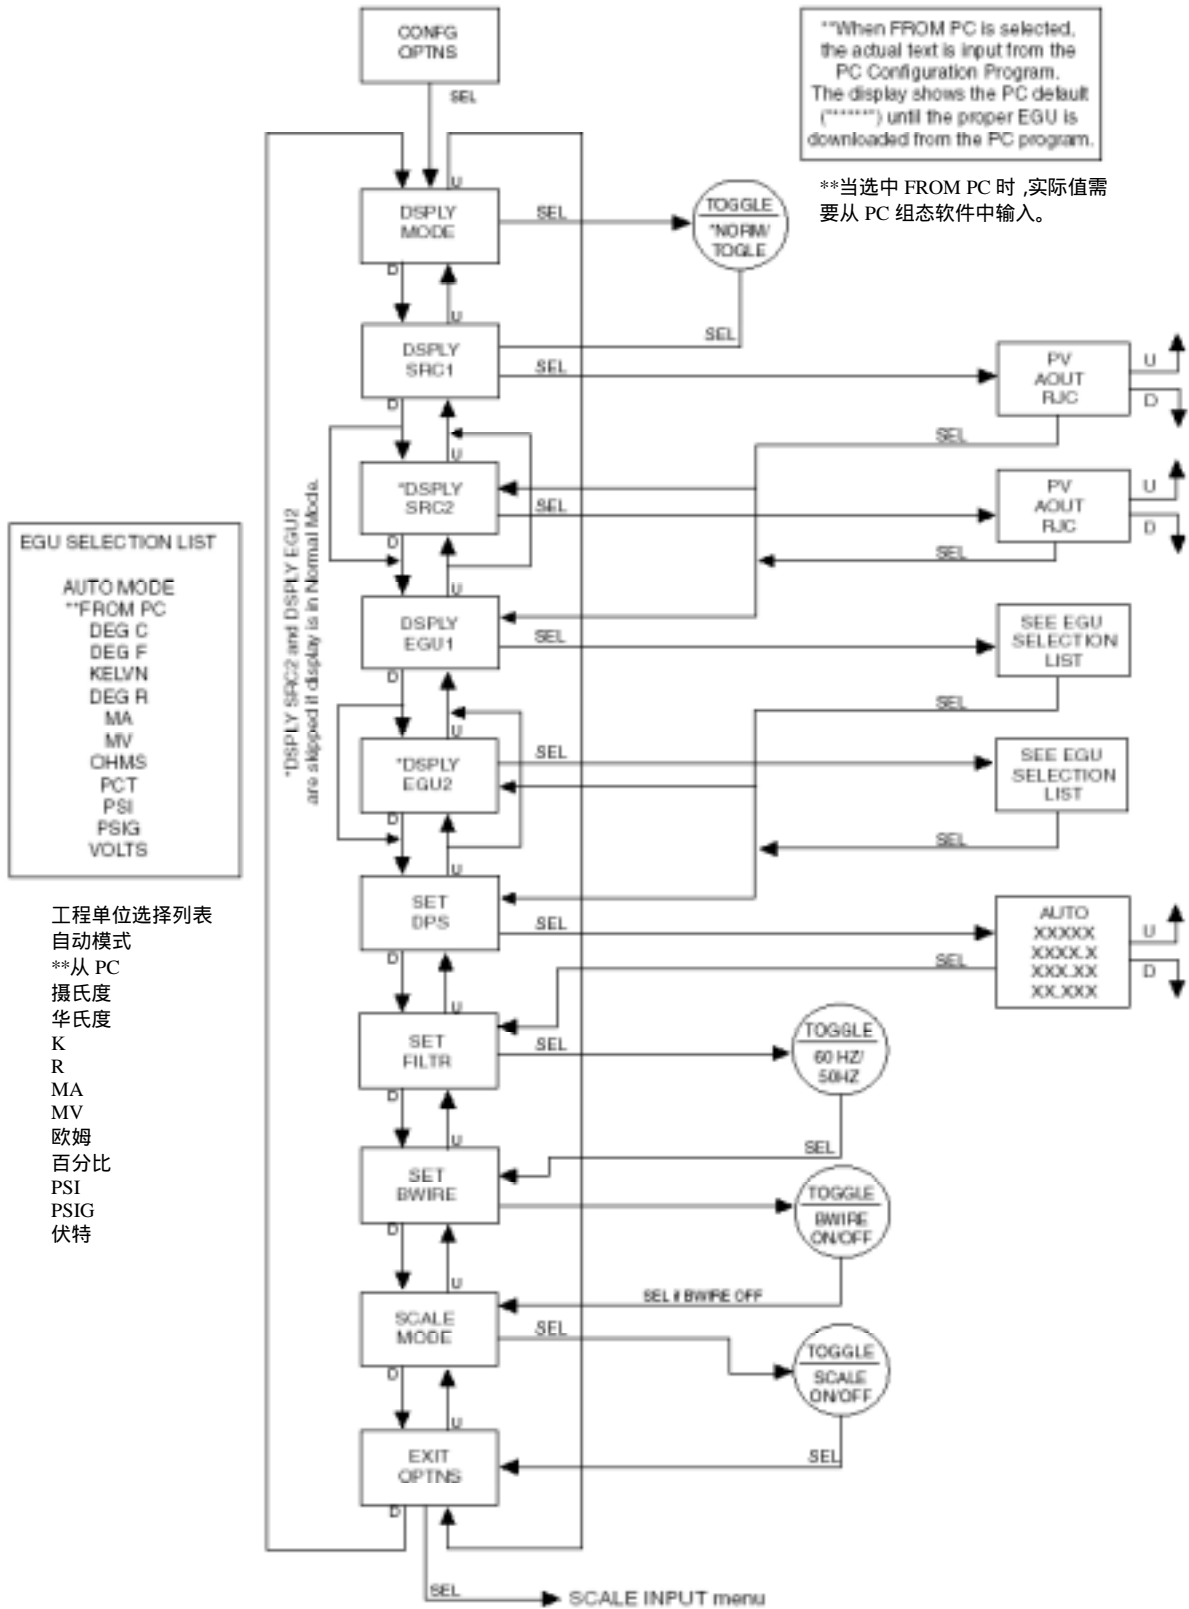 CONFG
OPTNS
SEL
**When FROM PC is selected,
the actual text is input from the
PC Configuration Program.
The display shows the PC default
("*****") until the proper EGU is
downloaded from the PC program.
**当选中 FROM PC 时 ,实际值需
要从 PC 组态软件中输入。
U
DSPLY
MODE
SEL
TOGGLE
*NORM/
TOGLE
D
U
SEL
DSPLY
SRC1
SEL
PV
AOUT
RJC
U
D
D
SEL
U
*DSPLY
SRC2
SEL
PV
AOUT
RJC
U
D
D
SEL
U
*DSPLY SRC2 and DSPLY EGU2
are skipped if display is in Normal Mode.
DSPLY
EGU1
SEL
SEE EGU
SELECTION
LIST
D
SEL
U
*DSPLY
EGU2
SEL
SEE EGU
SELECTION
LIST
D
SEL
U
SET
DPS
SEL
AUTO
XXXXX
XXXX.X
XXX.XX
XX.XXX
U
D
D
SEL
U
SET
FILTR
SEL
TOGGLE
60 HZ/
50HZ
D
U
SEL
SET
BWIRE
TOGGLE
BWIRE
ON/OFF
D
U
SEL if BWIRE OFF
SCALE
MODE
SEL
TOGGLE
SCALE
ON/OFF
D
U
SEL
EXIT
OPTNS
D
SEL
SCALE INPUT menu
EGU SELECTION LIST
AUTO MODE
**FROM PC
DEG C
DEG F
KELVN
DEG R
MA
MV
OHMS
PCT
PSI
PSIG
VOLTS
工程单位选择列表
自动模式
**从 PC
摄氏度
华氏度
K
R
MA
MV
欧姆
百分比
PSI
PSIG
伏特